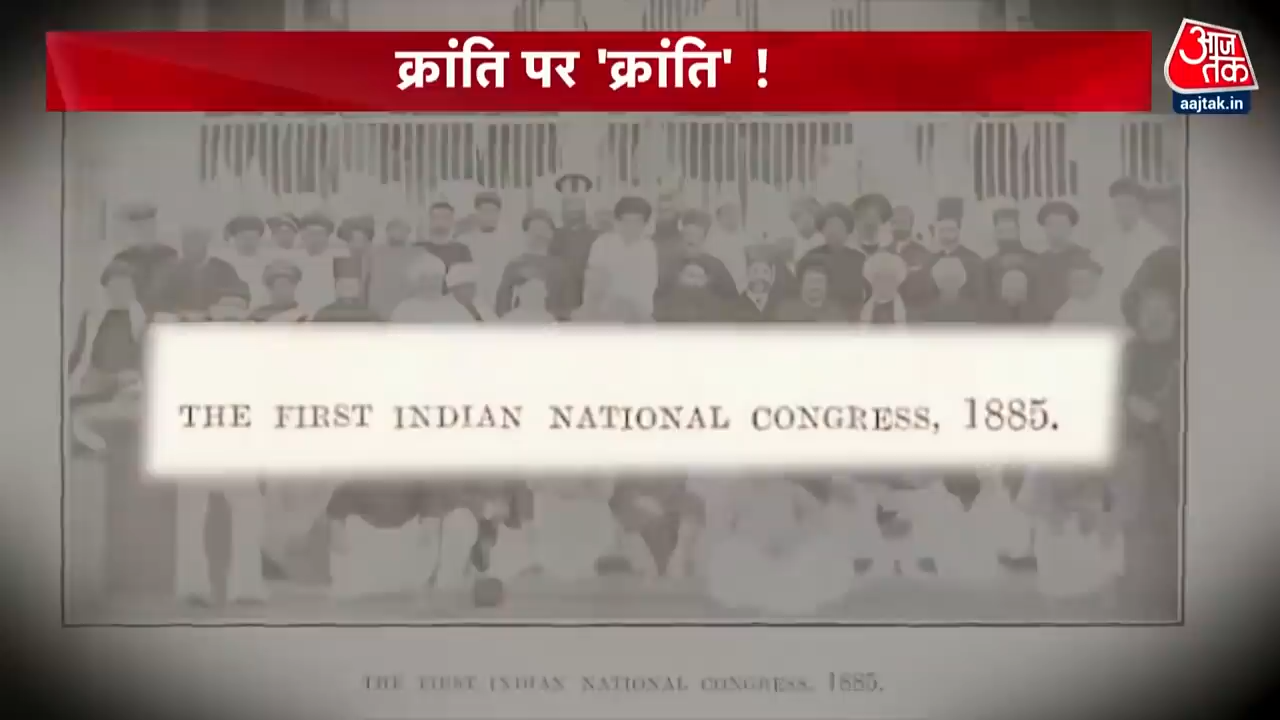 क्रांति पर 'क्रांति' !
आज
तक
aajtak.in
THE FIRST INDIAN NATIONAL CONGRESS, 1885.
THE FIRST INDIAN NATIONAL CONGRESS, 1885.